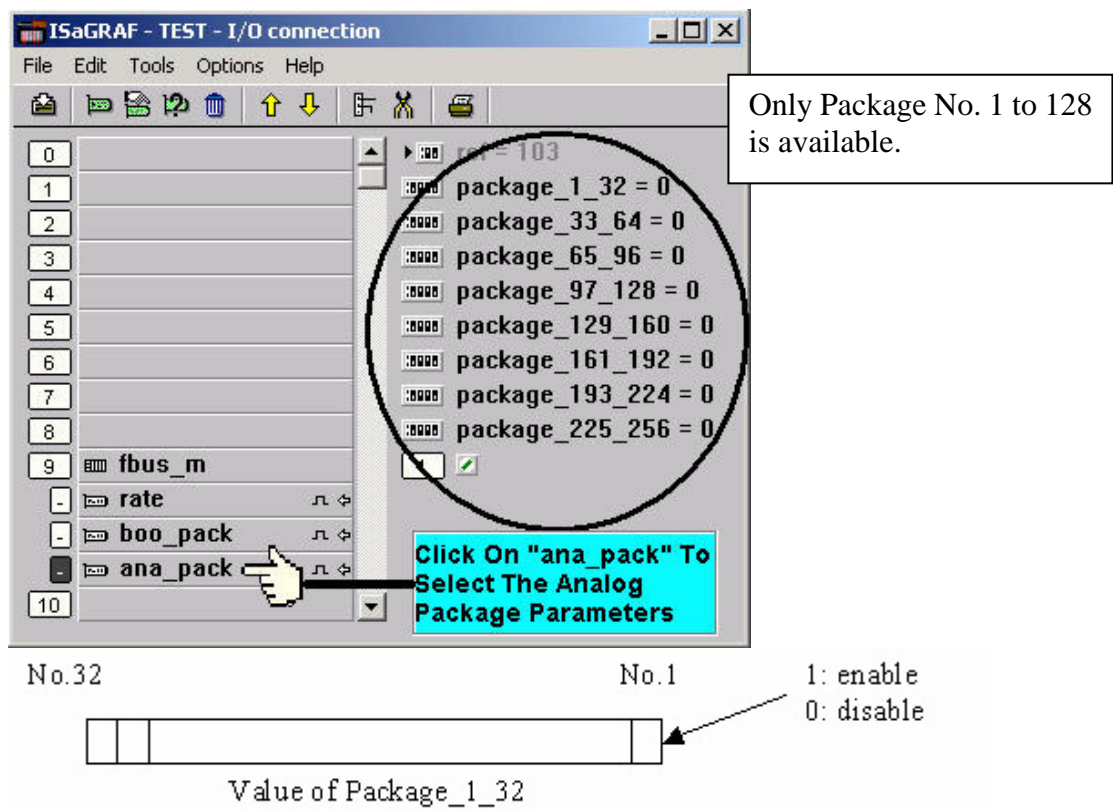 ISaGRAF - TEST - I/O connection
File Edit Tools Options Help
Only Package No. 1 to 128
is available.
0
1
2
3
4
5
6
7
8
9 fbus_m
- rate
- boo_pack
- ana_pack
10
ref = 103
package_1_32 = 0
package_33_64 = 0
package_65_96 = 0
package_97_128 = 0
package_129_160 = 0
package_161_192 = 0
package_193_224 = 0
package_225_256 = 0
1
Click On "ana_pack" To
Select The Analog
Package Parameters
No.32
No.1
1: enable
0: disable
Value of Package_1_32